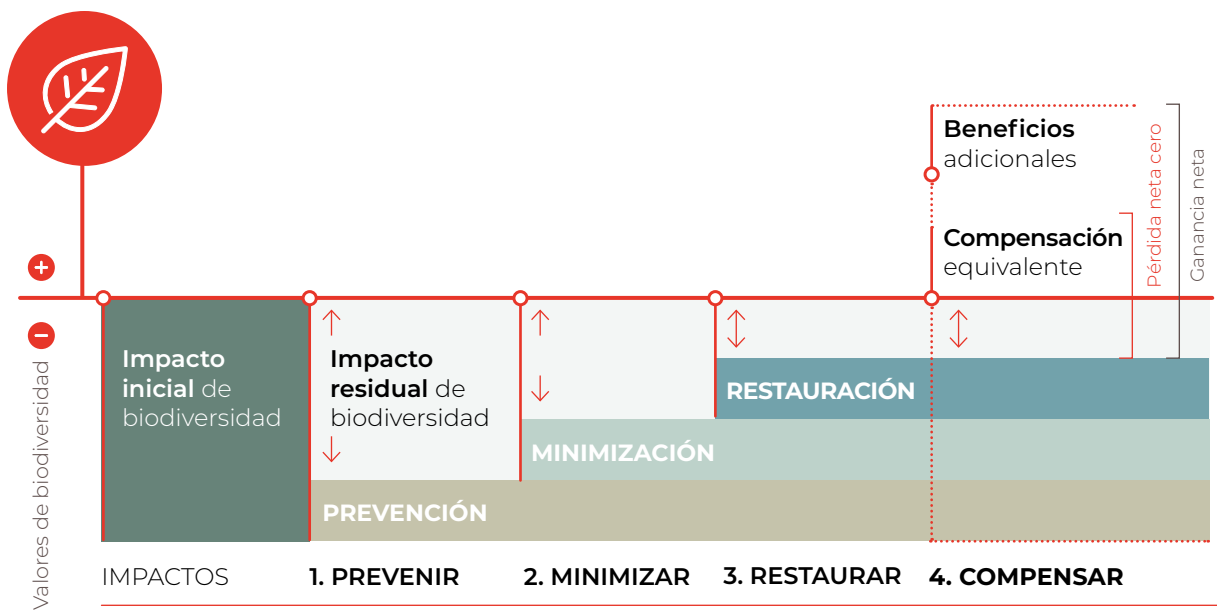 Beneficios
adicionales
Compensación
equivalente
Pérdida neta cero
Ganancia neta
+
−
Valores de biodiversidad
Impacto
inicial de
biodiversidad
Impacto
residual de
biodiversidad
RESTAURACIÓN
MINIMIZACIÓN
PREVENCIÓN
IMPACTOS
1. PREVENIR
2. MINIMIZAR
3. RESTAURAR
4. COMPENSAR